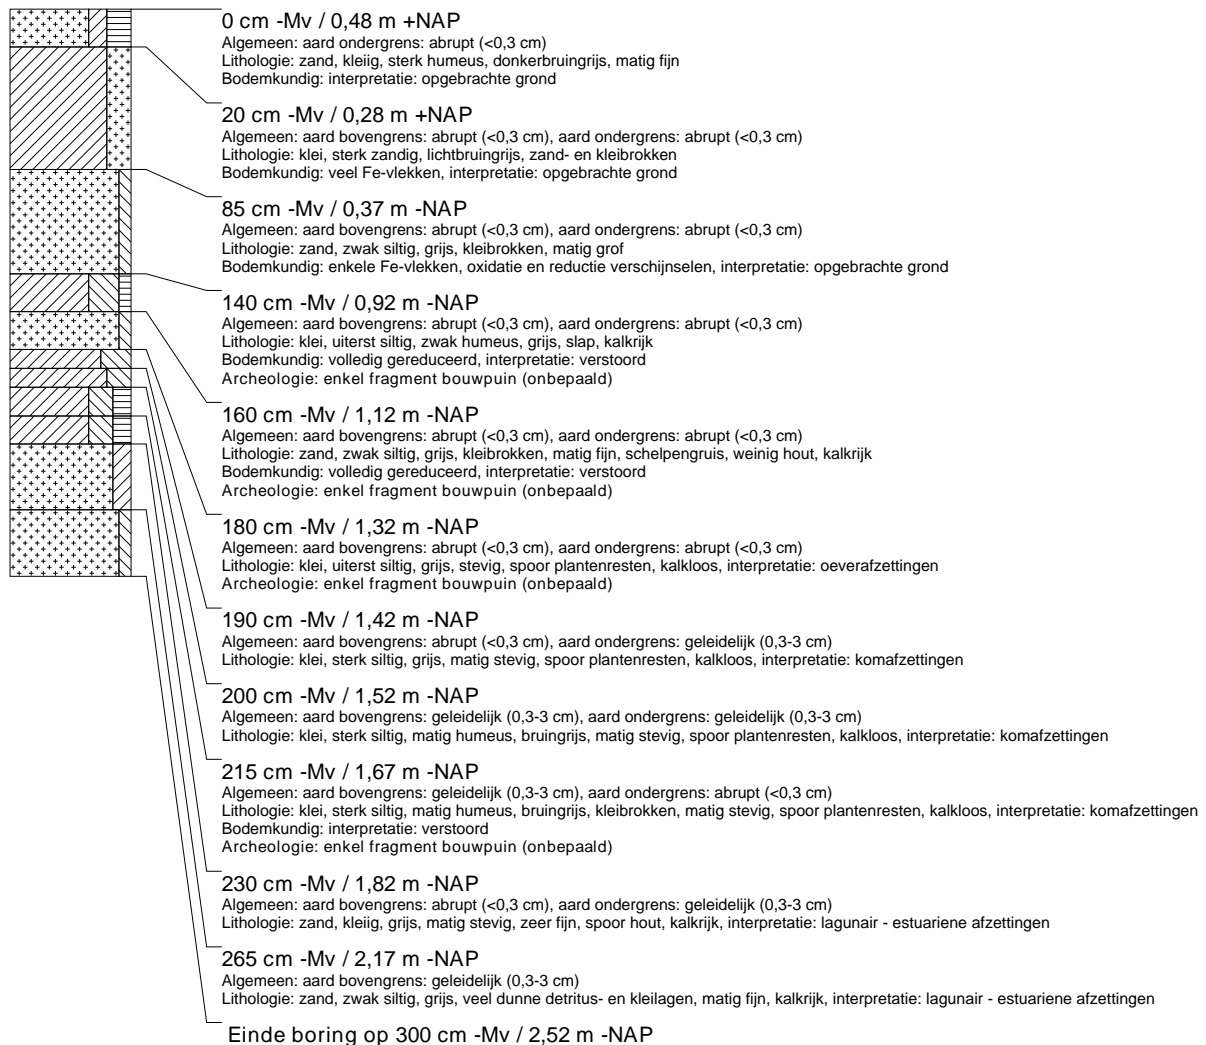 0 cm -Mv / 0,48 m +NAP
Algemeen: aard ondergrens: abrupt (<0,3 cm)
Lithologie: zand, kleiig, sterk humeus, donkerbruingrijs, matig fijn
Bodemkundig: interpretatie: opgebrachte grond
20 cm -Mv / 0,28 m +NAP
Algemeen: aard bovengrens: abrupt (<0,3 cm), aard ondergrens: abrupt (<0,3 cm)
Lithologie: klei, sterk zandig, lichtbruingrijs, zand- en kleibrokken
Bodemkundig: veel Fe-vlekken, interpretatie: opgebrachte grond
85 cm -Mv / 0,37 m -NAP
Algemeen: aard bovengrens: abrupt (<0,3 cm), aard ondergrens: abrupt (<0,3 cm)
Lithologie: zand, zwak siltig, grijs, kleibrokken, matig grof
Bodemkundig: enkele Fe-vlekken, oxidatie en reductie verschijnselen, interpretatie: opgebrachte grond
140 cm -Mv / 0,92 m -NAP
Algemeen: aard bovengrens: abrupt (<0,3 cm), aard ondergrens: abrupt (<0,3 cm)
Lithologie: klei, uiterst siltig, zwak humeus, grijs, slap, kalkrijk
Bodemkundig: volledig gereduceerd, interpretatie: verstoord
Archeologie: enkel fragment bouwpuin (onbepaald)
160 cm -Mv / 1,12 m -NAP
Algemeen: aard bovengrens: abrupt (<0,3 cm), aard ondergrens: abrupt (<0,3 cm)
Lithologie: zand, zwak siltig, grijs, kleibrokken, matig fijn, schelpengruis, weinig hout, kalkrijk
Bodemkundig: volledig gereduceerd, interpretatie: verstoord
Archeologie: enkel fragment bouwpuin (onbepaald)
180 cm -Mv / 1,32 m -NAP
Algemeen: aard bovengrens: abrupt (<0,3 cm), aard ondergrens: abrupt (<0,3 cm)
Lithologie: klei, uiterst siltig, grijs, stevig, spoor plantenresten, kalkloos, interpretatie: oeverafzettingen
Archeologie: enkel fragment bouwpuin (onbepaald)
190 cm -Mv / 1,42 m -NAP
Algemeen: aard bovengrens: abrupt (<0,3 cm), aard ondergrens: geleidelijk (0,3-3 cm)
Lithologie: klei, sterk siltig, grijs, matig stevig, spoor plantenresten, kalkloos, interpretatie: komafzettingen
200 cm -Mv / 1,52 m -NAP
Algemeen: aard bovengrens: geleidelijk (0,3-3 cm), aard ondergrens: geleidelijk (0,3-3 cm)
Lithologie: klei, sterk siltig, matig humeus, bruingrijs, matig stevig, spoor plantenresten, kalkloos, interpretatie: komafzettingen
215 cm -Mv / 1,67 m -NAP
Algemeen: aard bovengrens: geleidelijk (0,3-3 cm), aard ondergrens: abrupt (<0,3 cm)
Lithologie: klei, sterk siltig, matig humeus, bruingrijs, kleibrokken, matig stevig, spoor plantenresten, kalkloos, interpretatie: komafzettingen
Bodemkundig: interpretatie: verstoord
Archeologie: enkel fragment bouwpuin (onbepaald)
230 cm -Mv / 1,82 m -NAP
Algemeen: aard bovengrens: abrupt (<0,3 cm), aard ondergrens: geleidelijk (0,3-3 cm)
Lithologie: zand, kleiig, grijs, matig stevig, zeer fijn, spoor hout, kalkrijk, interpretatie: lagunair - estuariene afzettingen
265 cm -Mv / 2,17 m -NAP
Algemeen: aard bovengrens: geleidelijk (0,3-3 cm)
Lithologie: zand, zwak siltig, grijs, veel dunne detritus- en kleilagen, matig fijn, kalkrijk, interpretatie: lagunair - estuariene afzettingen
Einde boring op 300 cm -Mv / 2,52 m -NAP